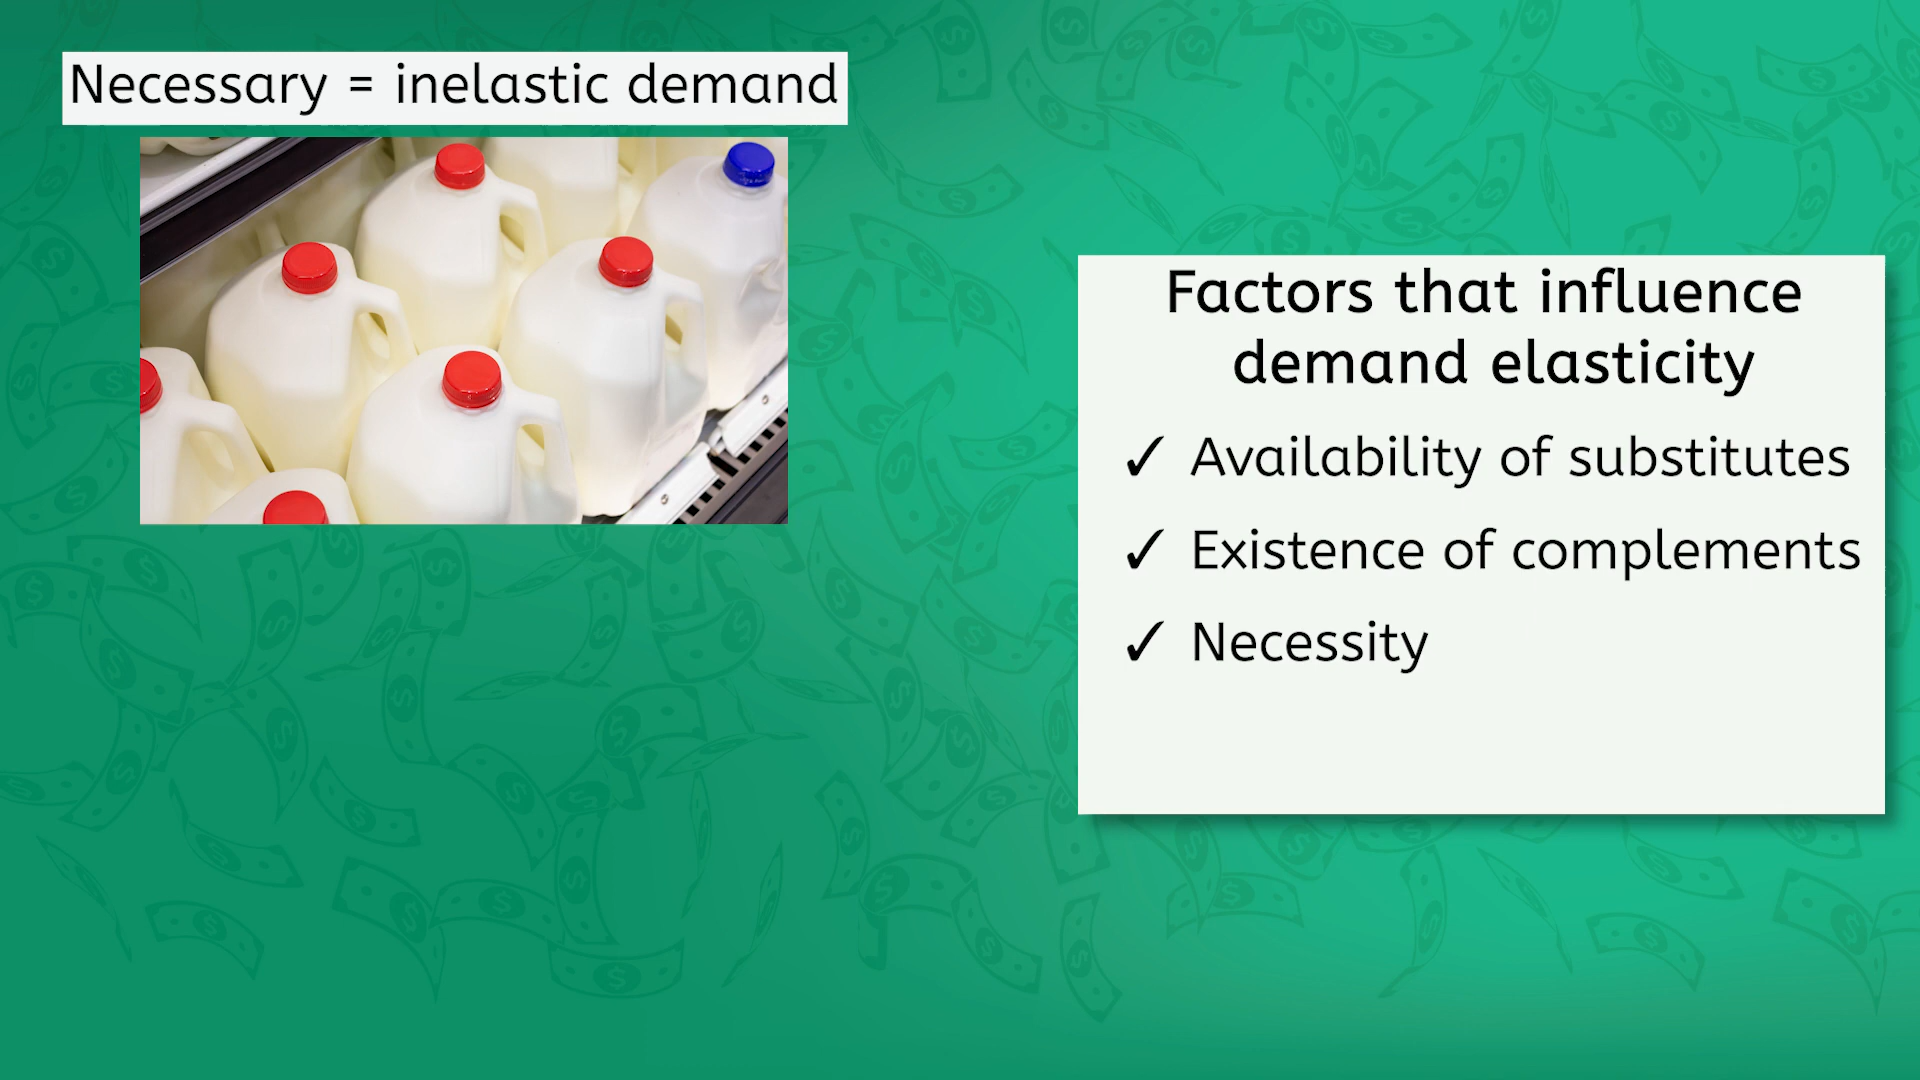 Necessary = inelastic demand
Factors that influence
demand elasticity
✓ Availability of substitutes
✓ Existence of complements
✓ Necessity